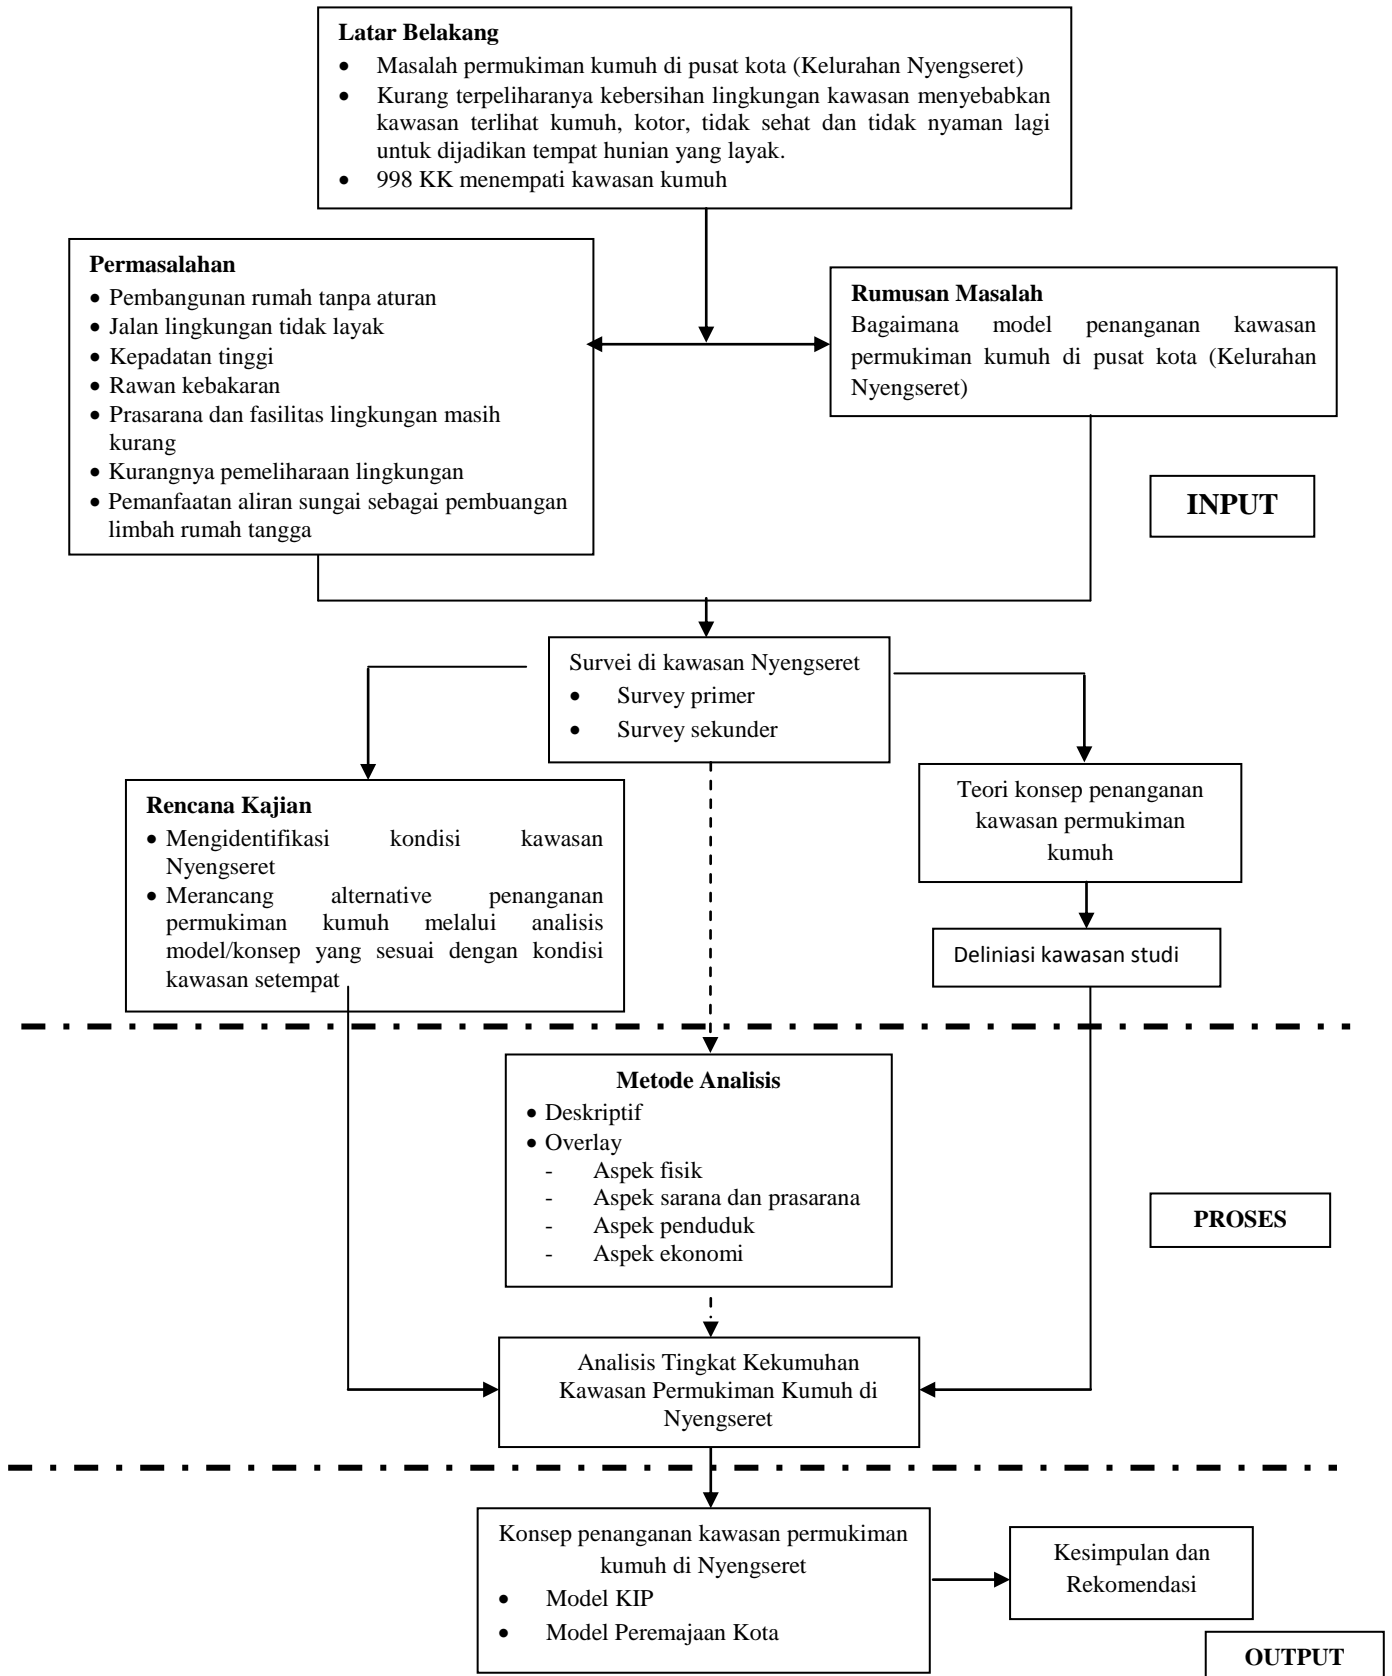 Latar Belakang
• Masalah permukiman kumuh di pusat kota (Kelurahan Nyengseret)
• Kurang terpeliharanya kebersihan lingkungan kawasan menyebabkan
kawasan terlihat kumuh, kotor, tidak sehat dan tidak nyaman lagi
untuk dijadikan tempat hunian yang layak.
• 998 KK menempati kawasan kumuh
Permasalahan
• Pembangunan rumah tanpa aturan
• Jalan lingkungan tidak layak
• Kepadatan tinggi
• Rawan kebakaran
• Prasarana dan fasilitas lingkungan masih
kurang
• Kurangnya pemeliharaan lingkungan
• Pemanfaatan aliran sungai sebagai pembuangan
limbah rumah tangga
Rumusan Masalah
Bagaimana model penanganan kawasan
permukiman kumuh di pusat kota (Kelurahan
Nyengseret)
INPUT
Survei di kawasan Nyengseret
• Survey primer
• Survey sekunder
Rencana Kajian
• Mengidentifikasi kondisi kawasan
Nyengseret
• Merancang alternative penanganan
permukiman kumuh melalui analisis
model/konsep yang sesuai dengan kondisi
kawasan setempat
Teori konsep penanganan
kawasan permukiman
kumuh
Deliniasi kawasan studi
Metode Analisis
• Deskriptif
• Overlay
- Aspek fisik
- Aspek sarana dan prasarana
- Aspek penduduk
- Aspek ekonomi
PROSES
Analisis Tingkat Kekumuhan
Kawasan Permukiman Kumuh di
Nyengseret
Konsep penanganan kawasan permukiman
kumuh di Nyengseret
• Model KIP
• Model Peremajaan Kota
Kesimpulan dan
Rekomendasi
OUTPUT